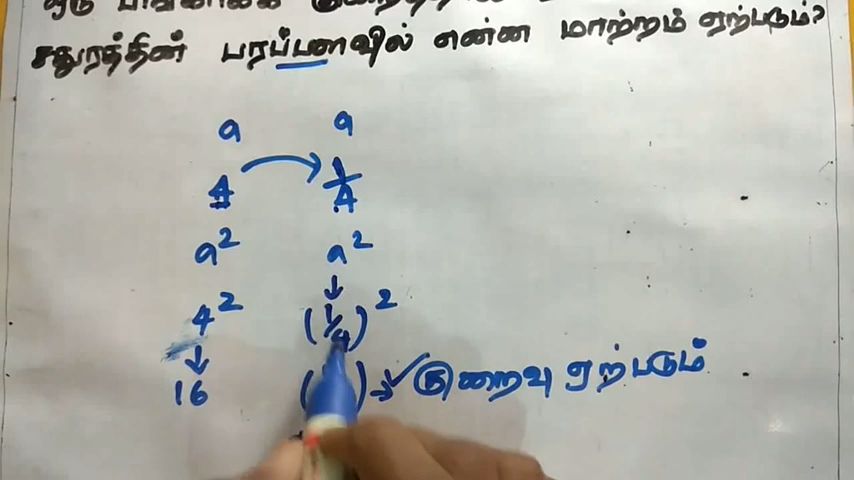 சதுரத்தின் பரப்பளவில் என்ன மாற்றம் ஏற்படும்?
a a
4 1/4
a² a²
4² (1/4)²
16 ( ) → ✓ குறைவு ஏற்படும்